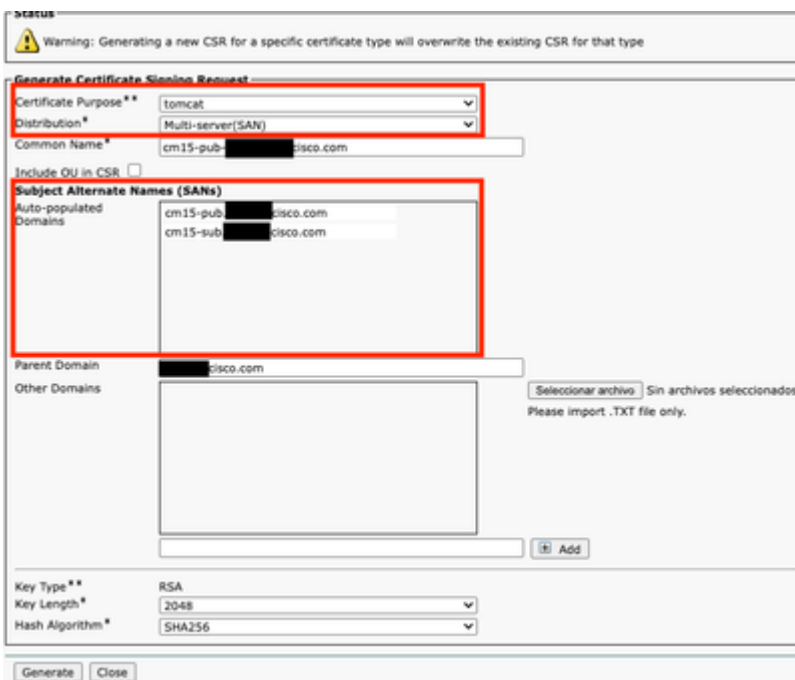 Status
Warning: Generating a new CSR for a specific certificate type will overwrite the existing CSR for that type
Generate Certificate Signing Request
Certificate Purpose** tomcat
Distribution* Multi-server(SAN)
Common Name* cm15-pub- cisco.com
Include OU in CSR
Subject Alternate Names (SANs)
Auto-populated
Domains
cm15-pub. cisco.com
cm15-sub. cisco.com
Parent Domain cisco.com
Other Domains
Seleccionar archivo Sin archivos seleccionados
Please import .TXT file only.
Add
Key Type** RSA
Key Length* 2048
Hash Algorithm* SHA256
Generate Close